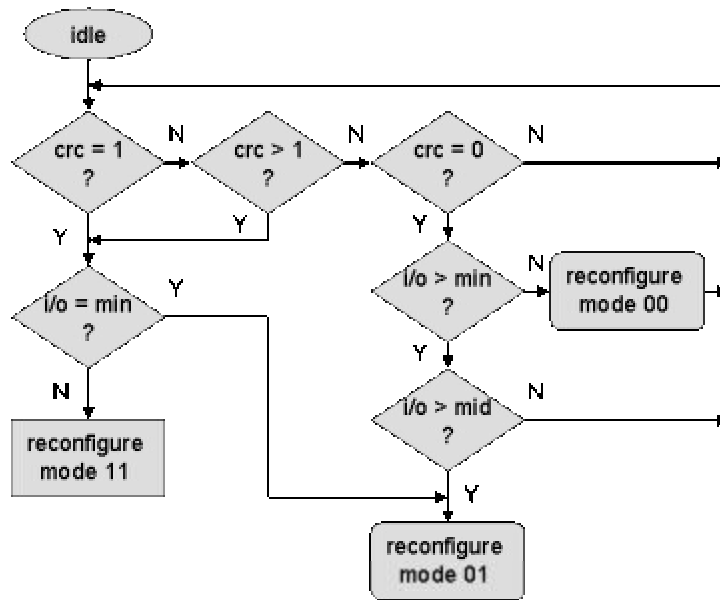 idle
crc = 1
?
N
crc > 1
?
N
crc = 0
?
N
Y
Y
Y
i/o = min
?
Y
i/o > min
?
N
reconfigure
mode 00
Y
N
i/o > mid
?
N
reconfigure
mode 11
Y
reconfigure
mode 01